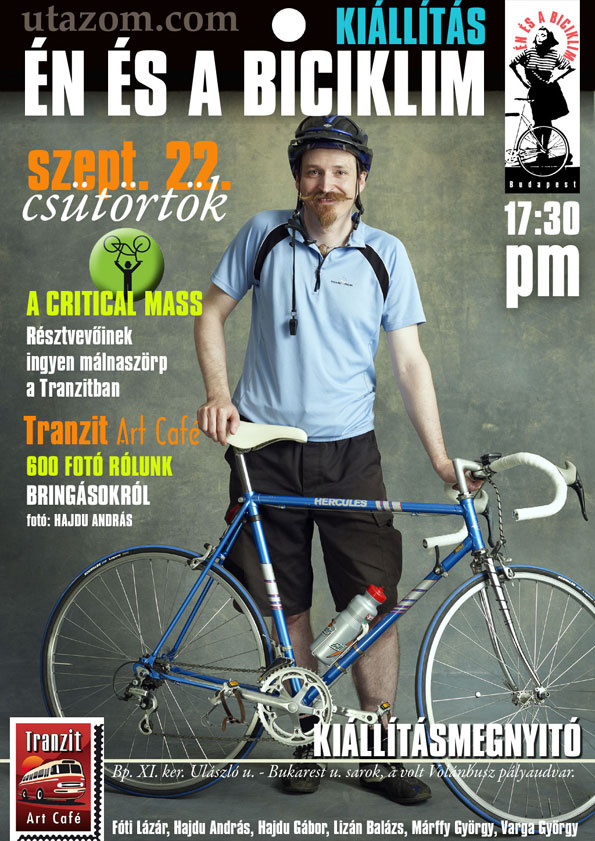 utazom.com
KIÁLLÍTÁS
ÉN ÉS A BICIKLIM
ÉN ÉS A BICIKLIM
Budapest
szept. 22.
csütörtök
17:30
pm
A CRITICAL MASS
Résztvevőinek
ingyen málnaszörp
a Tranzitban
Tranzit Art Café
600 FOTÓ RÓLUNK
BRINGÁSOKRÓL
fotó: HAJDU ANDRÁS
HERCULES
KIÁLLÍTÁSMEGNYITÓ
Bp. XI. ker. Ulászló u. - Bukarest u. sarok, a volt Volánbusz pályaudvar.
Tranzit
Art Café
Fóti Lázár, Hajdu András, Hajdu Gábor, Lizán Balázs, Márffy György, Varga György